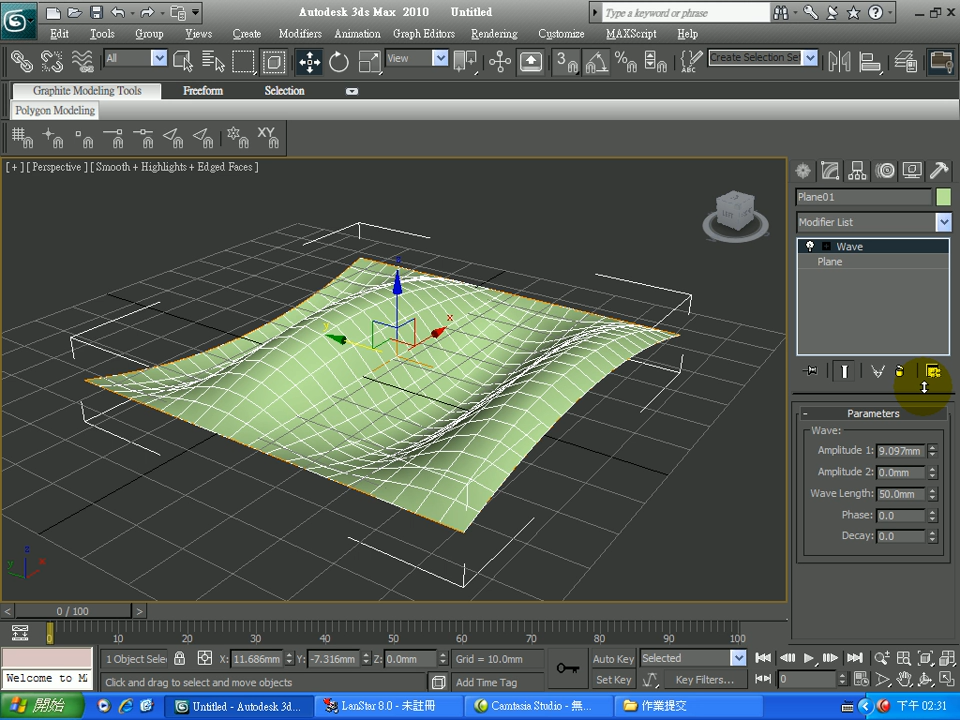 Autodesk 3ds Max 2010 Untitled
Type a keyword or phrase
Edit Tools Group Views Create Modifiers Animation Graph Editors Rendering Customize MAXScript Help
All
View
3
Create Selection Se
Graphite Modeling Tools Freeform Selection
Polygon Modeling
XY
[ + ] [ Perspective ] [ Smooth + Highlights + Edged Faces ]
Plane01
Modifier List
Wave
Plane
Parameters
Wave:
Amplitude 1: 9.097mm
Amplitude 2: 0.0mm
Wave Length: 50.0mm
Phase: 0.0
Decay: 0.0
x
y
z
z
x
y
< 0 / 100 >
0 10 20 30 40 50 60 70 80 90 100
1 Object Selec X: 11.686mm Y: -7.316mm Z: 0.0mm Grid = 10.0mm
Auto Key Selected
Welcome to M
Click and drag to select and move objects
Add Time Tag
Set Key Key Filters... 0
開始
Untitled - Autodesk 3d...
LanStar 8.0 - 未註冊
Camtasia Studio - 無...
作業提交
下午 02:31